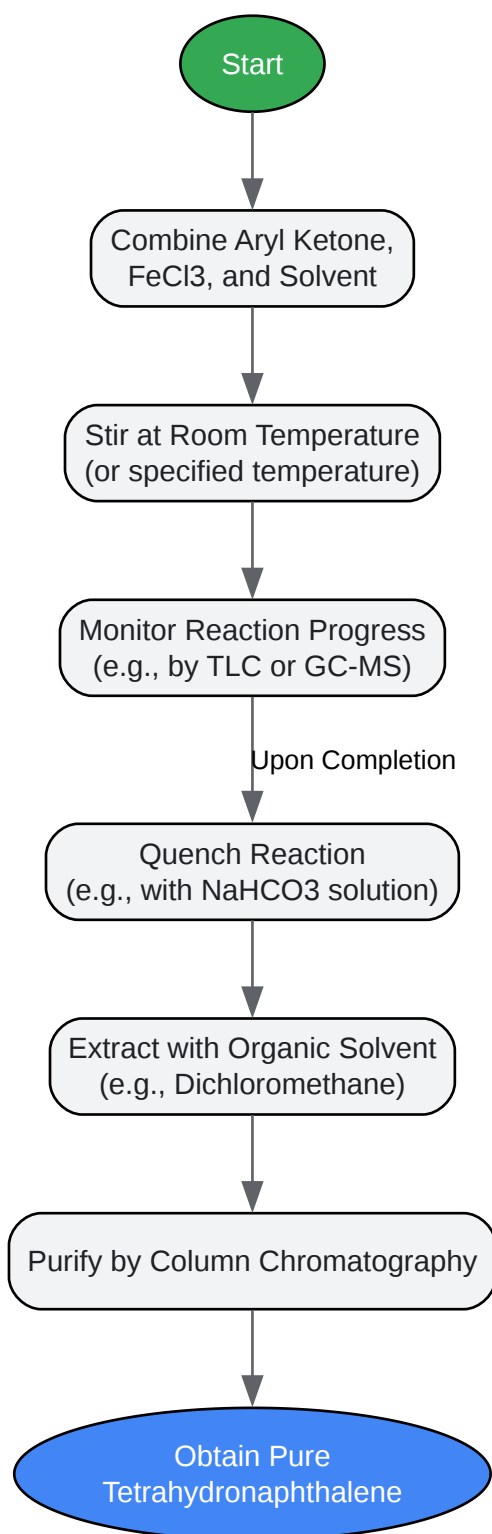 Start
Combine Aryl Ketone,
FeCl3, and Solvent
Stir at Room Temperature
(or specified temperature)
Monitor Reaction Progress
(e.g., by TLC or GC-MS)
Upon Completion
Quench Reaction
(e.g., with NaHCO3 solution)
Extract with Organic Solvent
(e.g., Dichloromethane)
Purify by Column Chromatography
Obtain Pure
Tetrahydronaphthalene